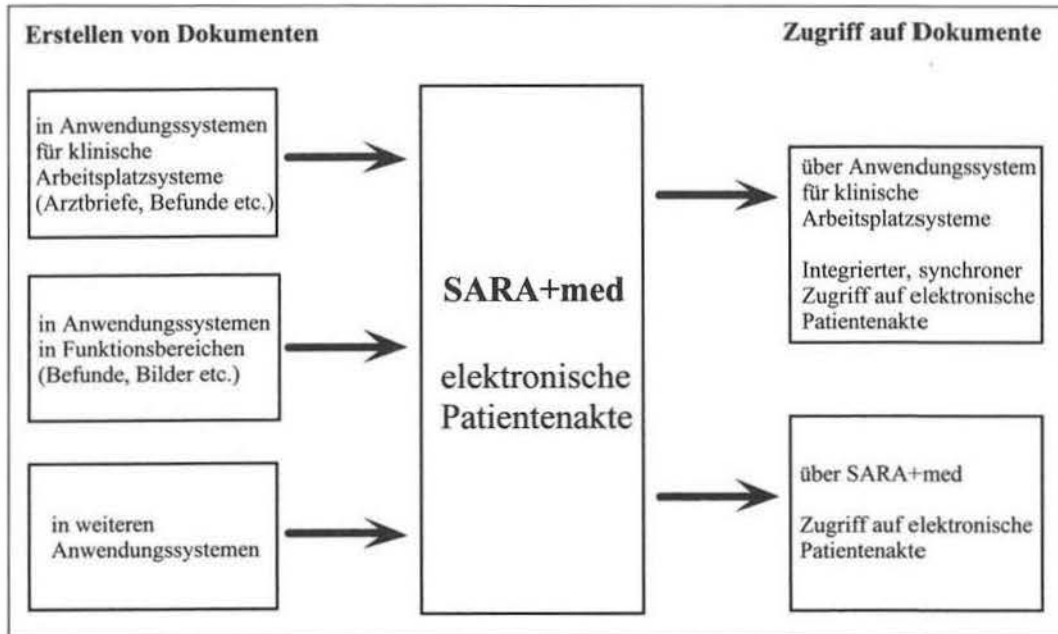 Erstellen von Dokumenten
Zugriff auf Dokumente
in Anwendungssystemen
für klinische
Arbeitsplatzsysteme
(Arztbriefe, Befunde etc.)
in Anwendungssystemen
in Funktionsbereichen
(Befunde, Bilder etc.)
in weiteren
Anwendungssystemen
SARA+med
elektronische
Patientenakte
über Anwendungssystem
für klinische
Arbeitsplatzsysteme
Integrierter, synchroner
Zugriff auf elektronische
Patientenakte
über SARA+med
Zugriff auf elektronische
Patientenakte